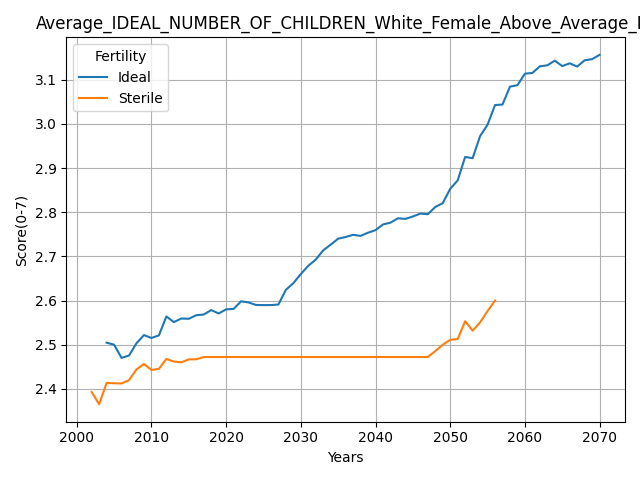 Average_IDEAL_NUMBER_OF_CHILDREN_White_Female_Above_Average_I
Fertility
Ideal
Sterile
3.1
3.0
2.9
2.8
2.7
2.6
2.5
2.4
Score(0-7)
2000 2010 2020 2030 2040 2050 2060 2070
Years